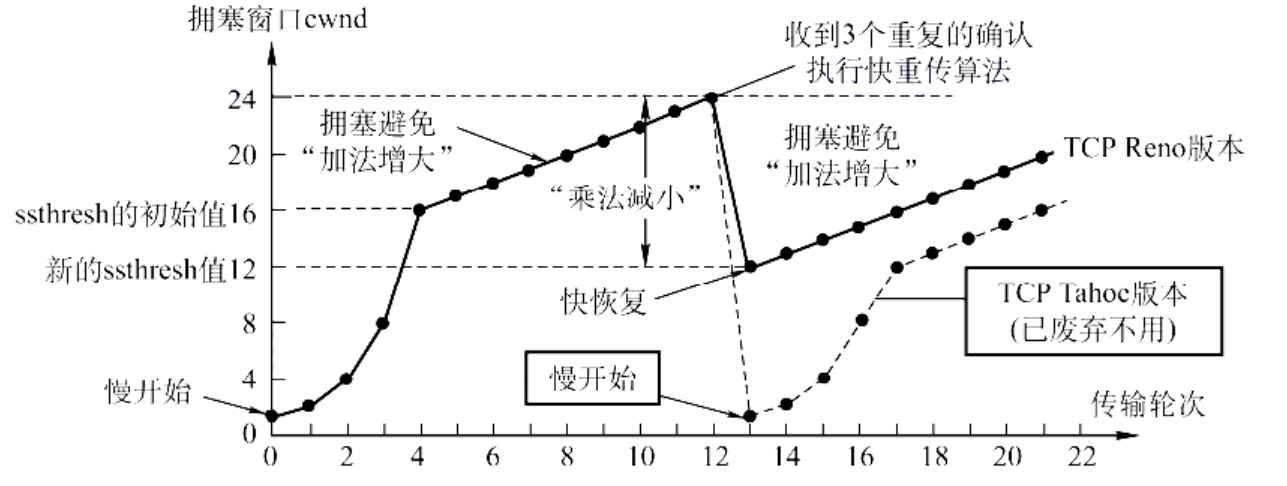 拥塞窗口cwnd
收到3个重复的确认
执行快重传算法
24
拥塞避免
“加法增大”
拥塞避免
“加法增大”
20
TCP Reno版本
“乘法减小”
ssthresh的初始值16
新的ssthresh值12
快恢复
TCP Tahoc版本
(已废弃不用)
8
慢开始
4
慢开始
传输轮次
0
0 2 4 6 8 10 12 14 16 18 20 22